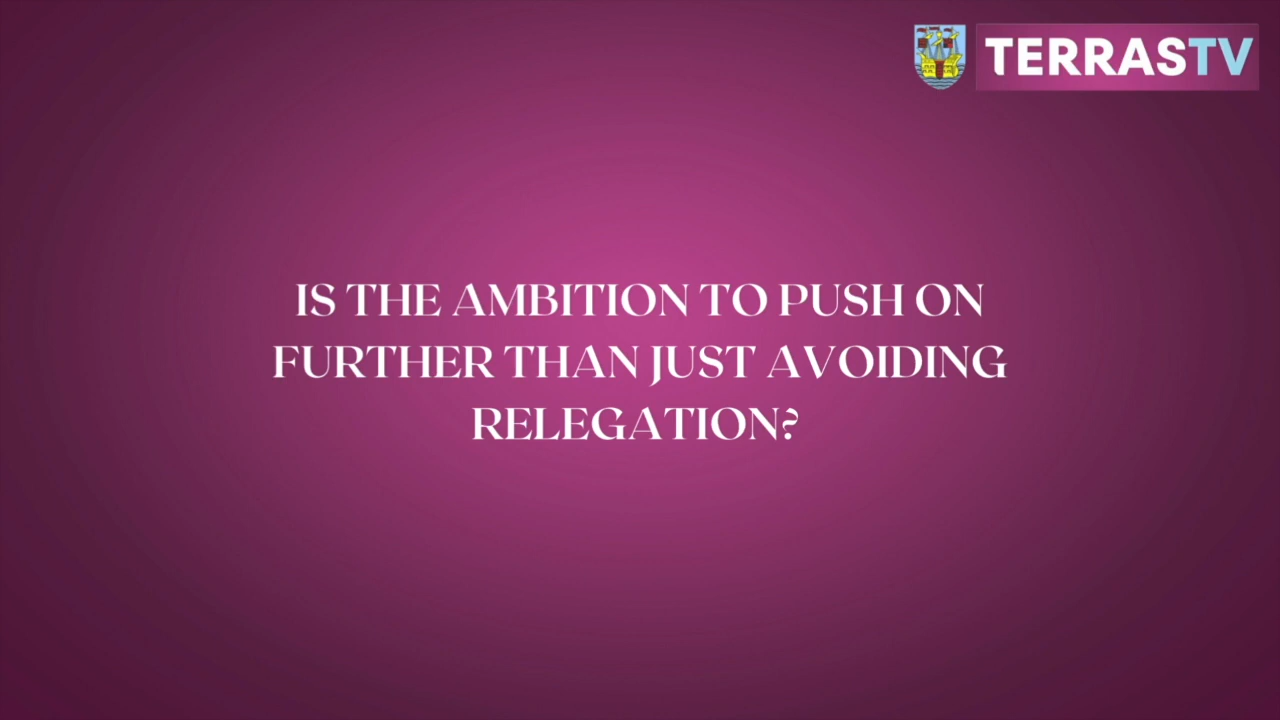 TERRASTV
IS THE AMBITION TO PUSH ON
FURTHER THAN JUST AVOIDING
RELEGATION?